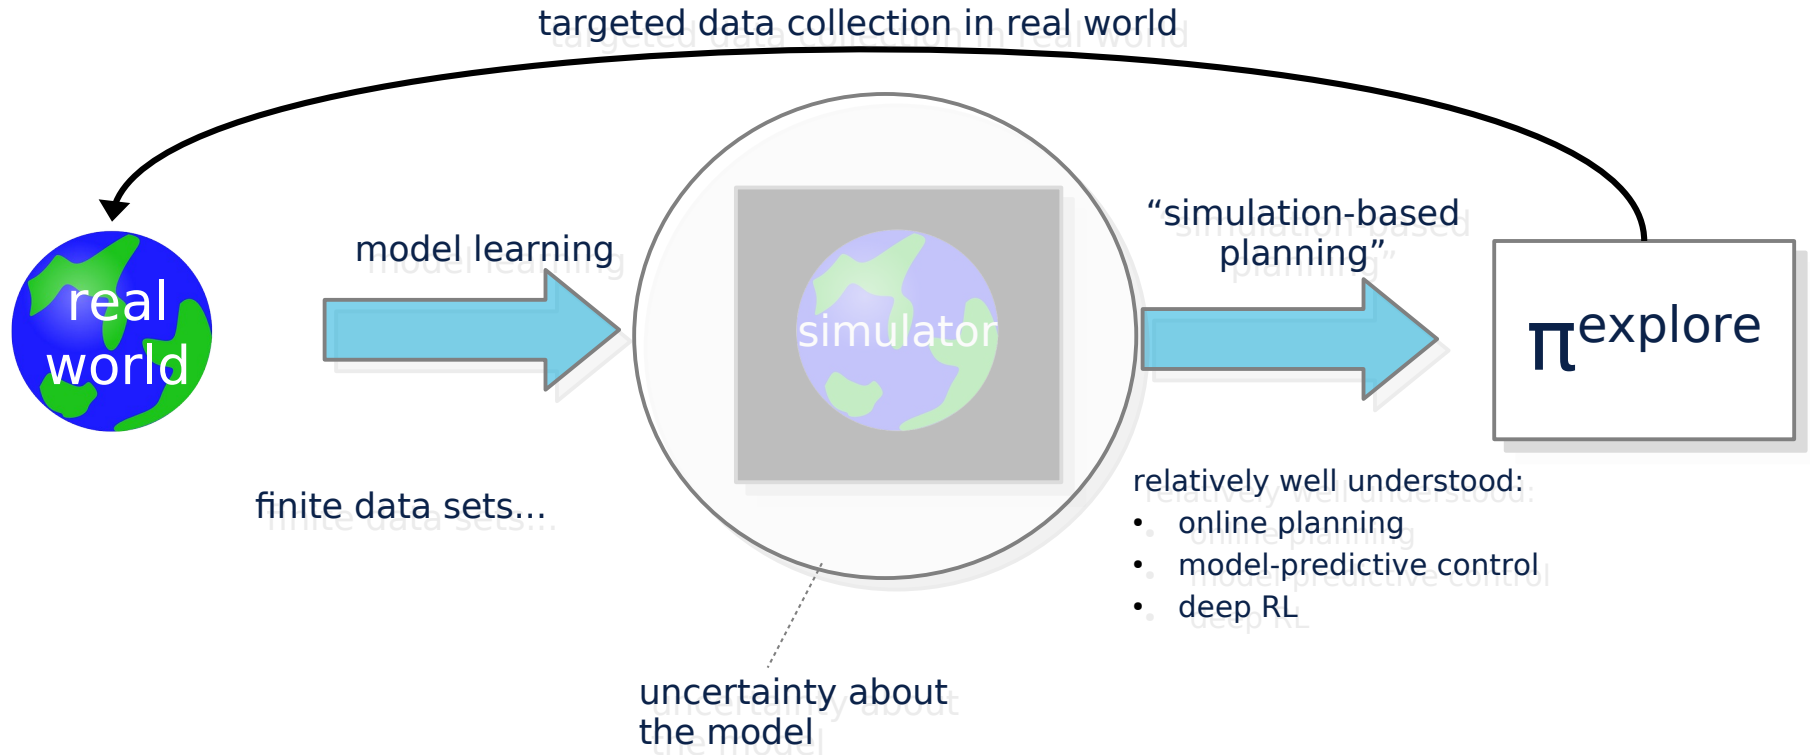 targeted data collection in real world
real
world
model learning
finite data sets...
simulator
uncertainty about
the model
“simulation-based
planning”
relatively well understood:
• online planning
• model-predictive control
• deep RL
πexplore